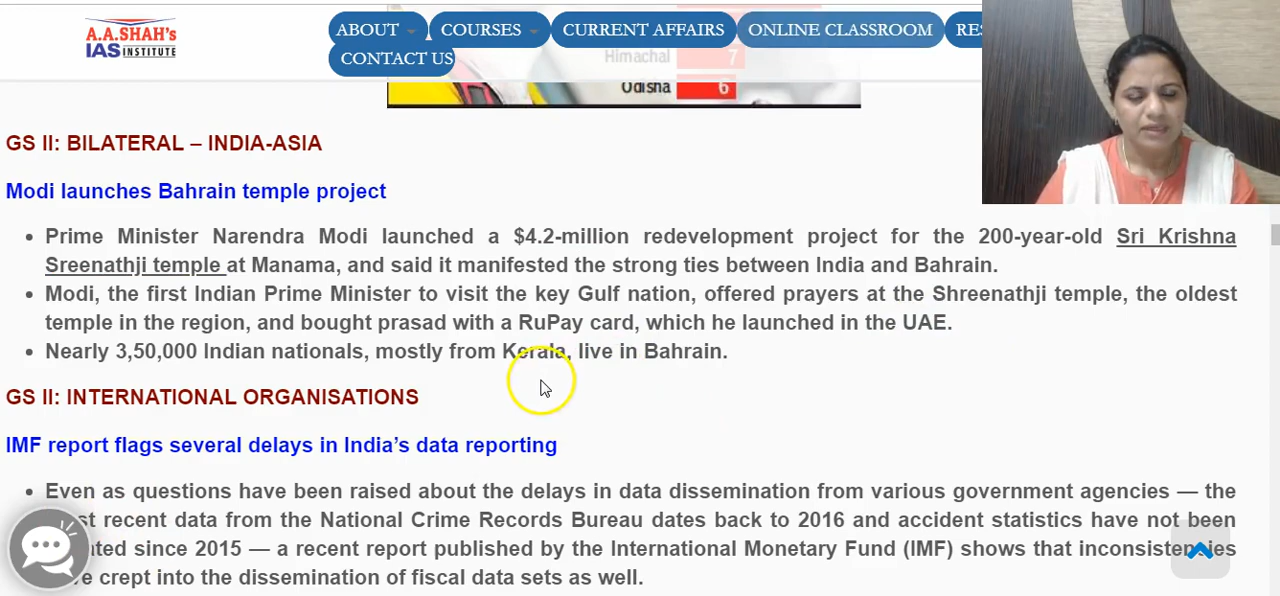 A.A.SHAH's
IAS INSTITUTE
ABOUT
COURSES
CURRENT AFFAIRS
ONLINE CLASSROOM
RES
CONTACT US
Himachal 7
Odisha 6
GS II: BILATERAL – INDIA-ASIA
Modi launches Bahrain temple project
• Prime Minister Narendra Modi launched a $4.2-million redevelopment project for the 200-year-old Sri Krishna
Sreenathji temple at Manama, and said it manifested the strong ties between India and Bahrain.
• Modi, the first Indian Prime Minister to visit the key Gulf nation, offered prayers at the Shreenathji temple, the oldest
temple in the region, and bought prasad with a RuPay card, which he launched in the UAE.
• Nearly 3,50,000 Indian nationals, mostly from Kerala, live in Bahrain.
GS II: INTERNATIONAL ORGANISATIONS
IMF report flags several delays in India’s data reporting
• Even as questions have been raised about the delays in data dissemination from various government agencies — the
recent data from the National Crime Records Bureau dates back to 2016 and accident statistics have not been
since 2015 — a recent report published by the International Monetary Fund (IMF) shows that inconsistencies
crept into the dissemination of fiscal data sets as well.